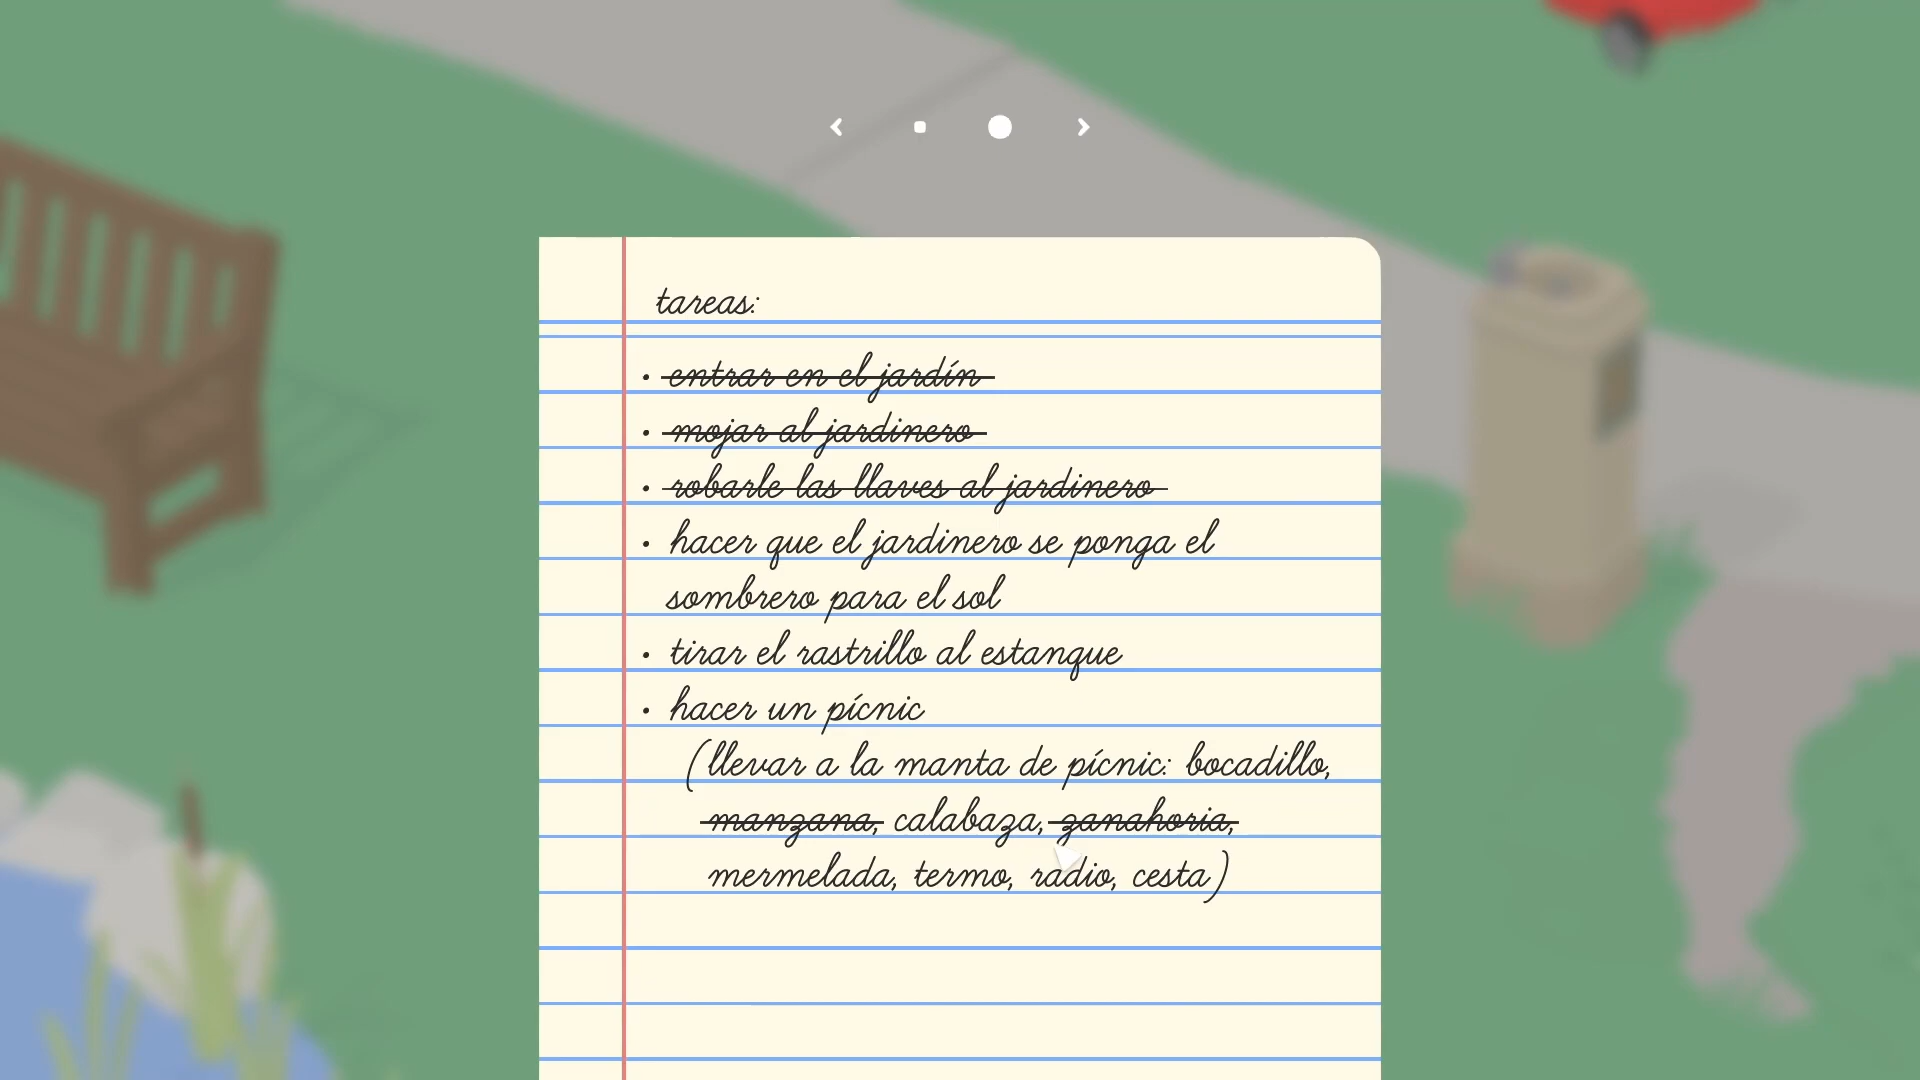 tareas:
• entrar en el jardín
• mojar al jardinero
• robarle las llaves al jardinero
• hacer que el jardinero se ponga el
sombrero para el sol
• tirar el rastrillo al estanque
• hacer un pícnic
(llevar a la manta de pícnic: bocadillo,
manzana, calabaza, zanahoria,
mermelada, termo, radio, cesta)